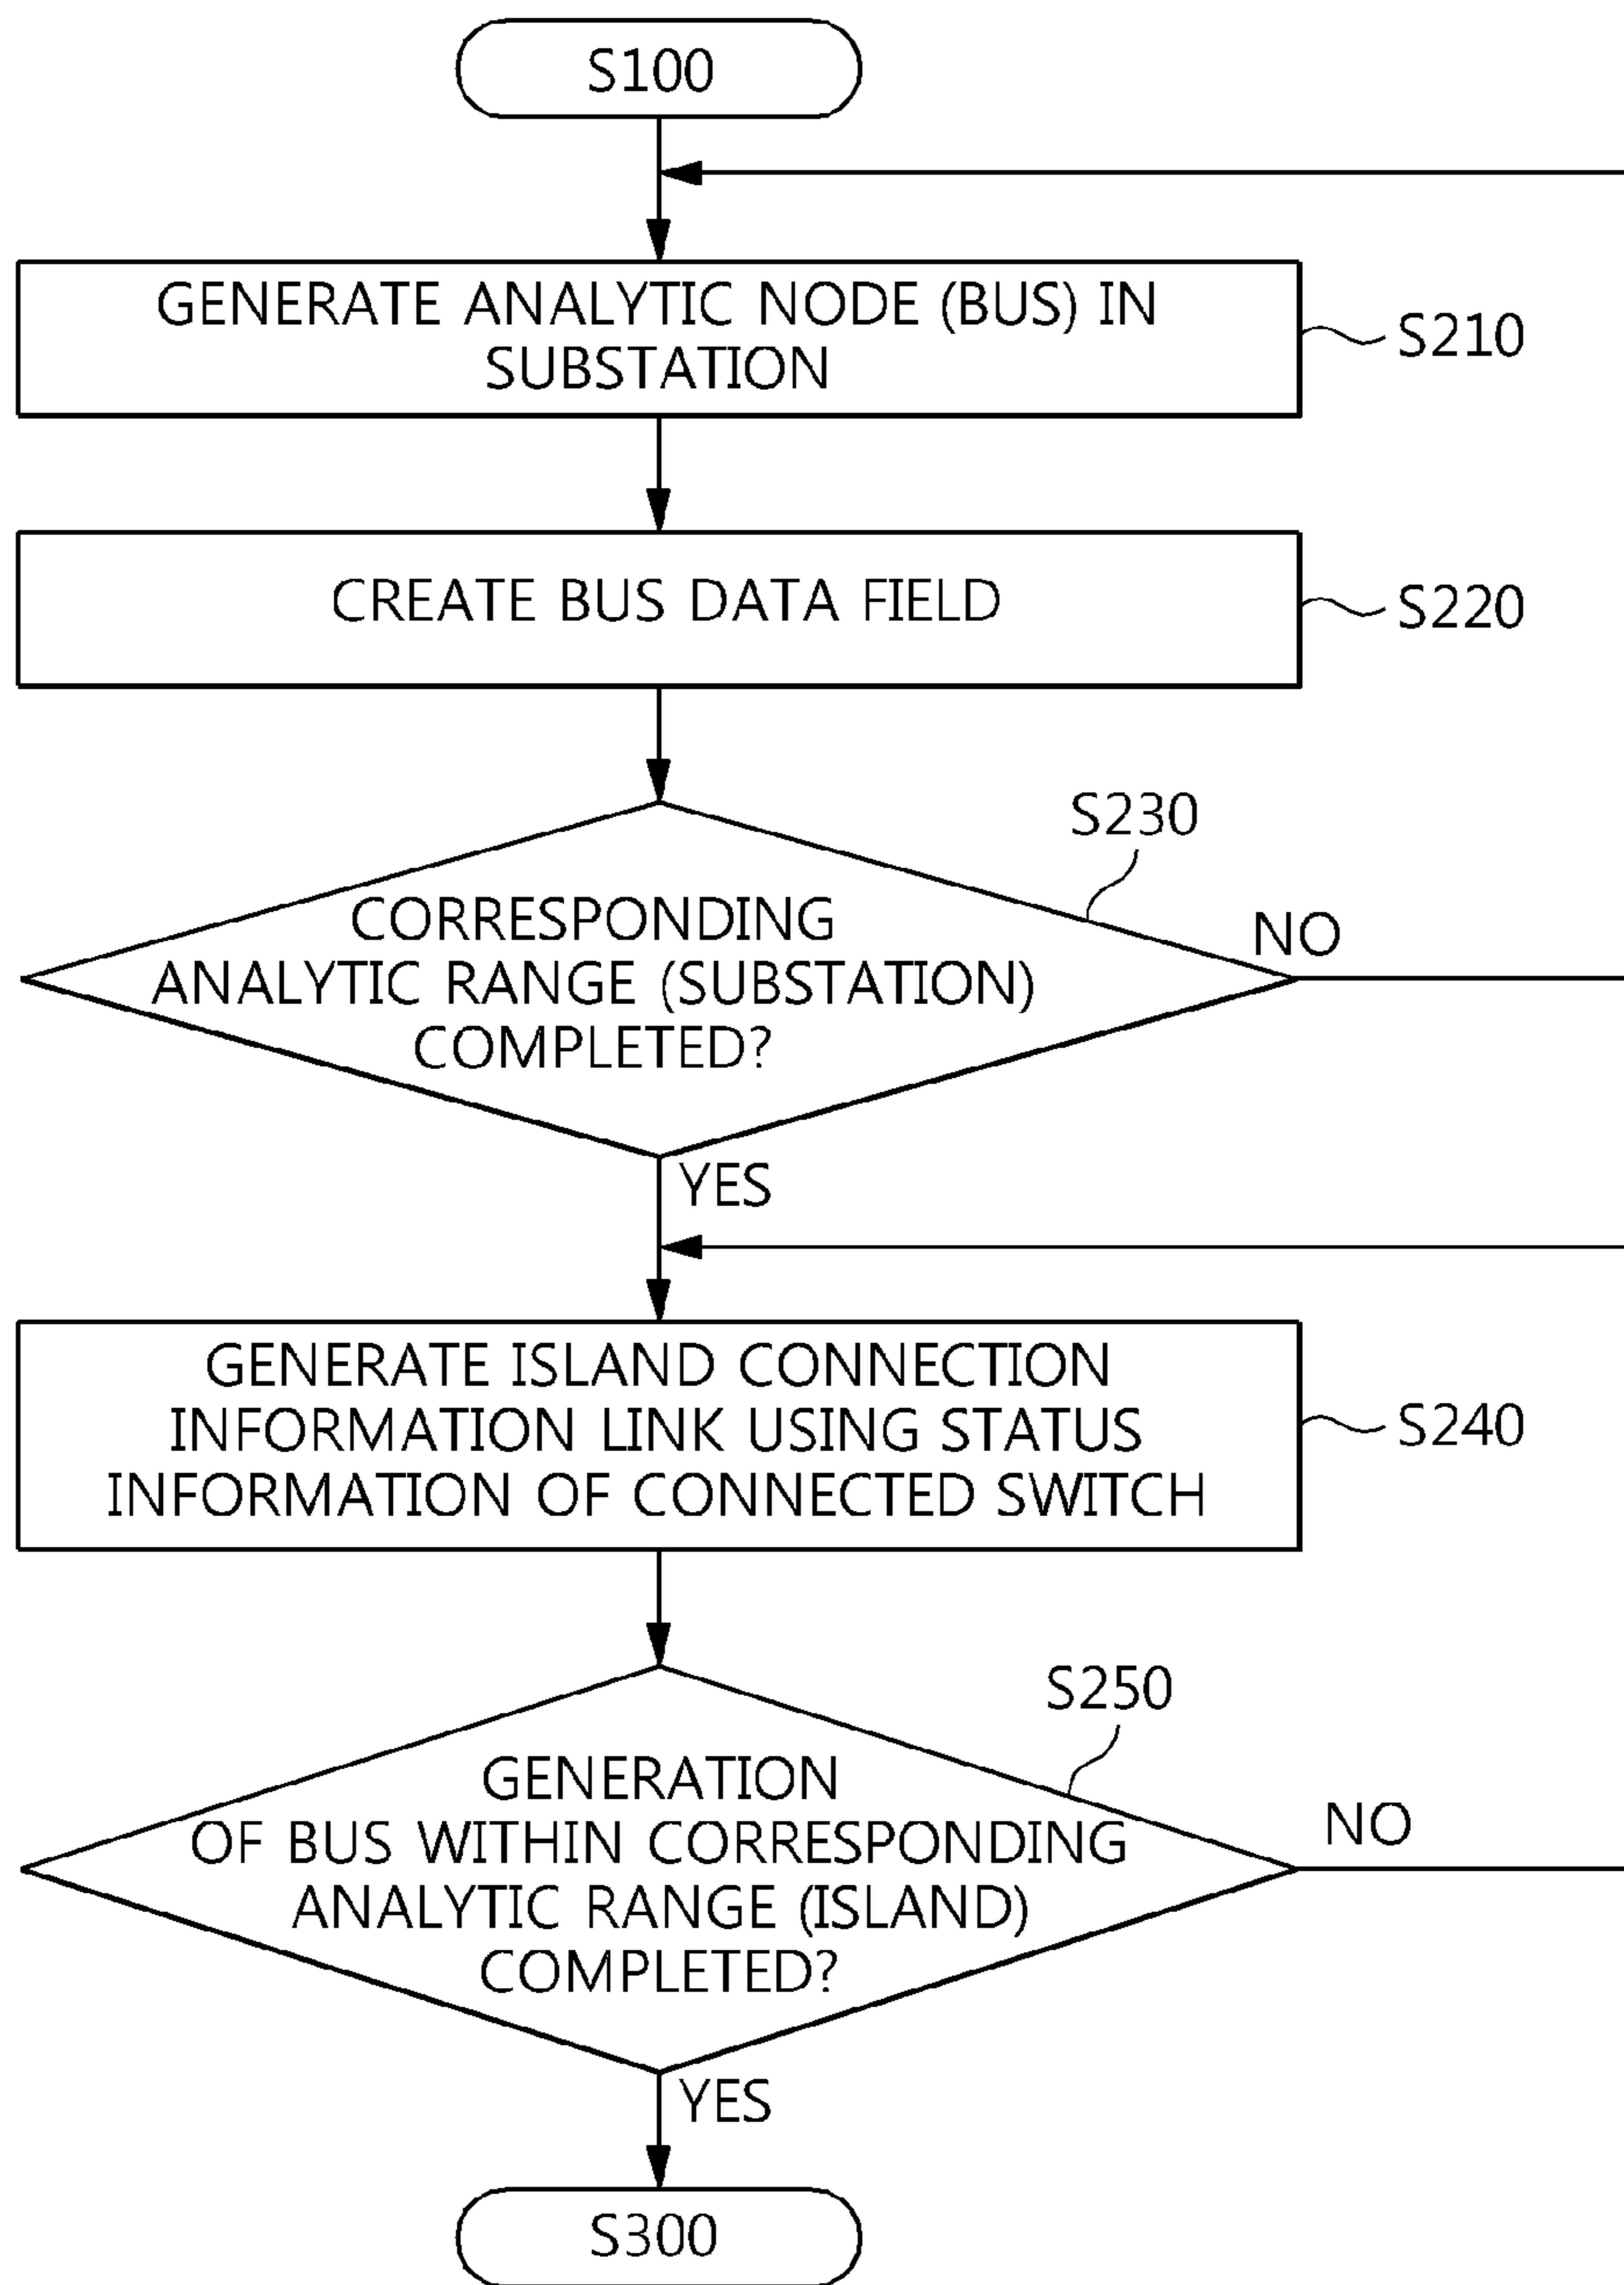 S100
GENERATE ANALYTIC NODE (BUS) IN
SUBSTATION
S210
CREATE BUS DATA FIELD
S220
S230
CORRESPONDING
ANALYTIC RANGE (SUBSTATION)
COMPLETED?
NO
YES
GENERATE ISLAND CONNECTION
INFORMATION LINK USING STATUS
INFORMATION OF CONNECTED SWITCH
S240
S250
GENERATION
OF BUS WITHIN CORRESPONDING
ANALYTIC RANGE (ISLAND)
COMPLETED?
NO
YES
S300